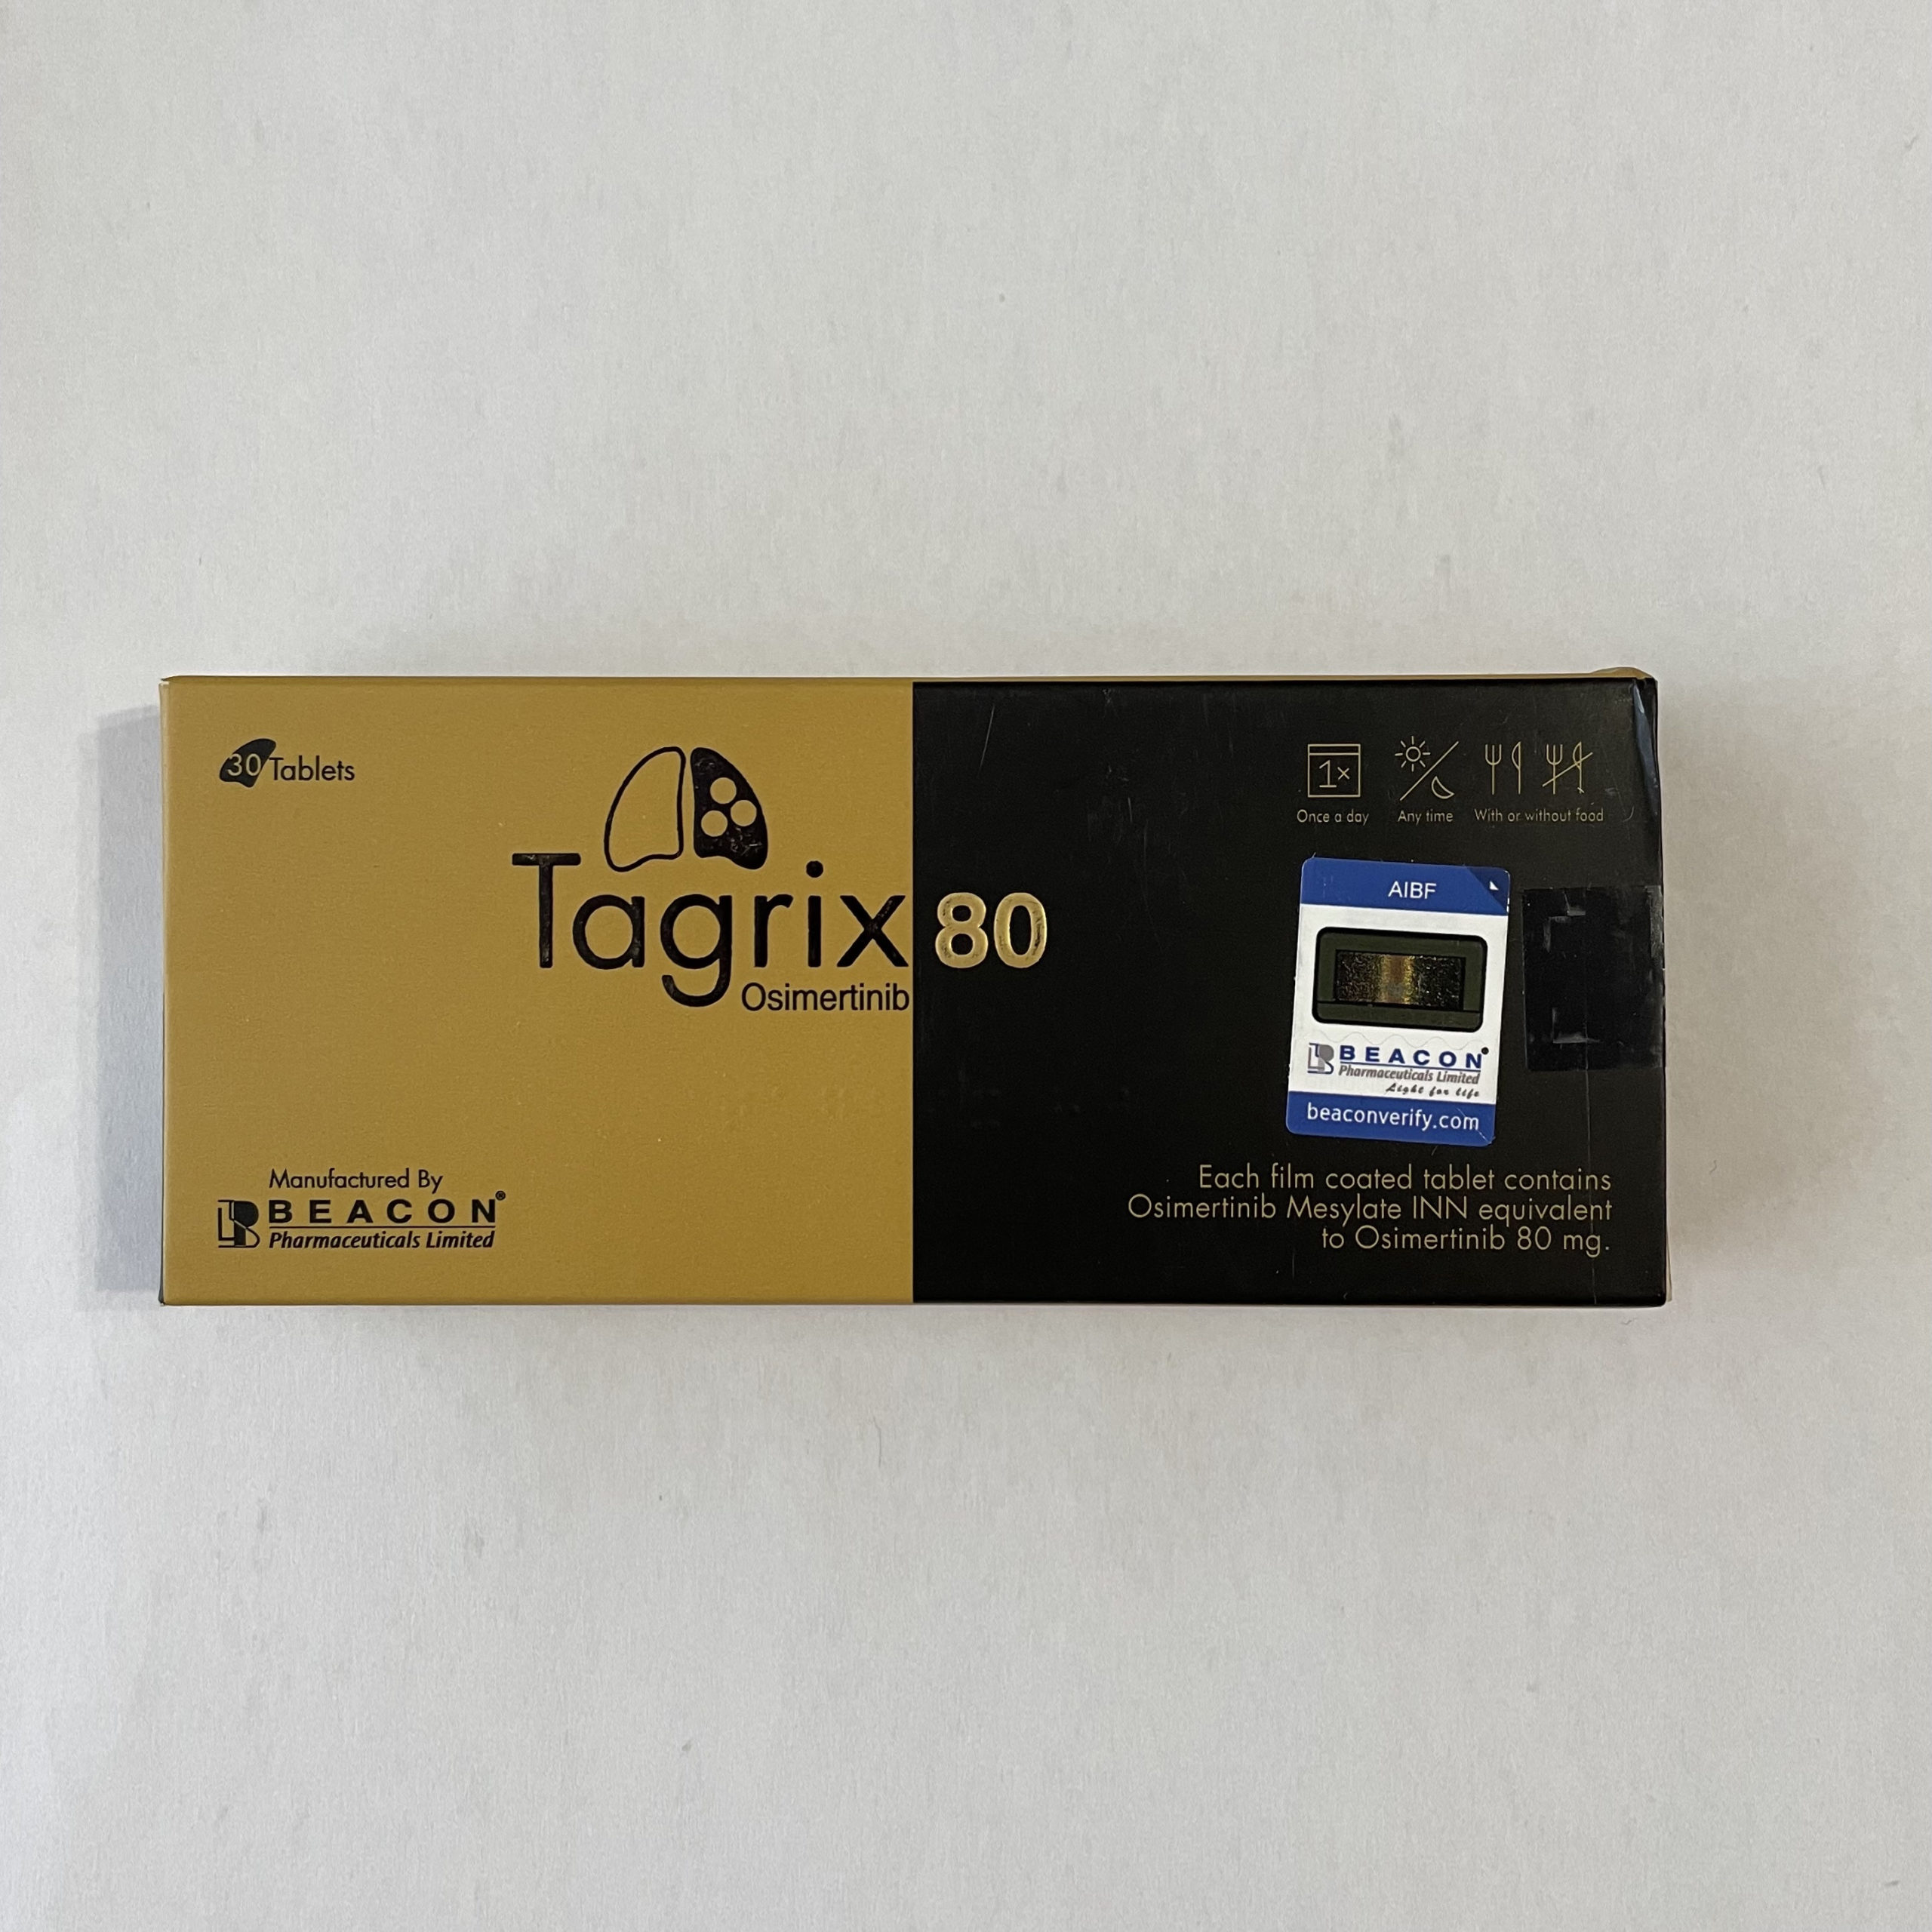 30 Tablets
Tagrix 80
Osimertinib
Manufactured By
BEACON®
Pharmaceuticals Limited
1x
Once a day
Any time
With or without food
AIBF
BEACON
Pharmaceuticals Limited
Light for life
beaconverify.com
Each film coated tablet contains
Osimertinib Mesylate INN equivalent
to Osimertinib 80 mg.